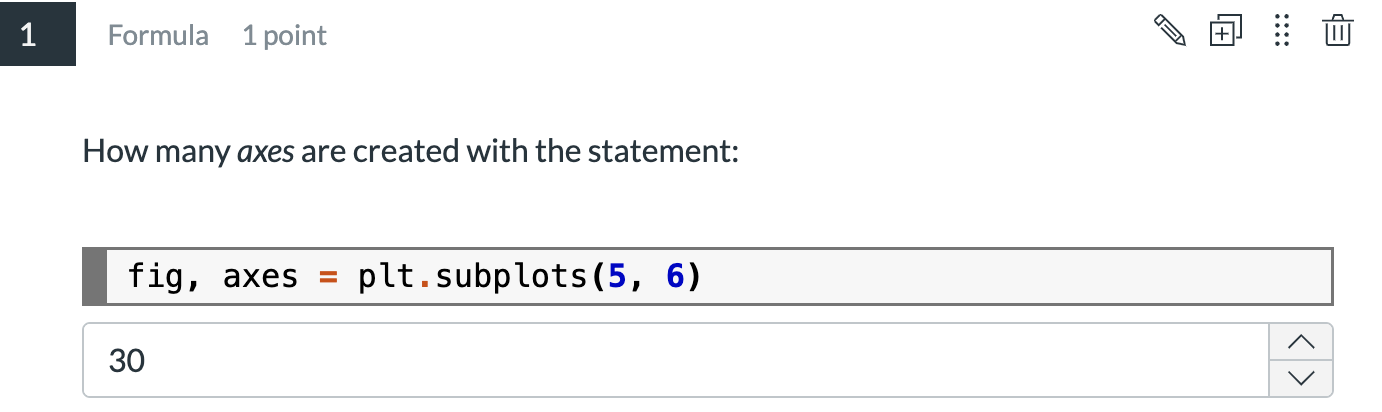 1 Formula 1 point
How many axes are created with the statement:
fig, axes = plt.subplots(5, 6)
30